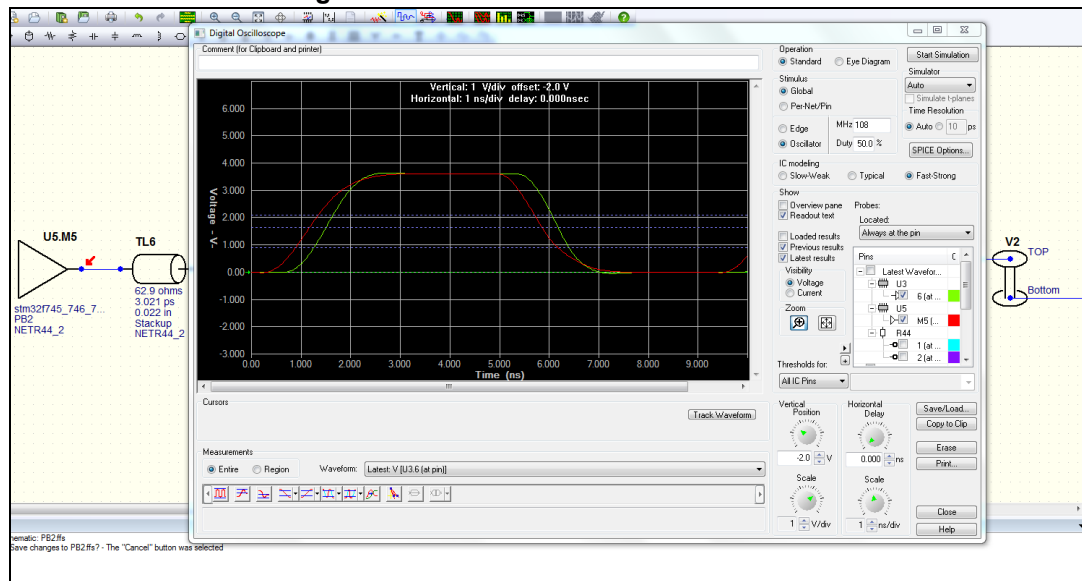 Digital Oscilloscope
Comment (for Clipboard and printer)
Vertical: 1 V/div offset: -2.0 V
Horizontal: 1 ns/div delay: 0.000nsec
6.000
5.000
4.000
3.000
2.000
1.000
0.00
-1.000
-2.000
-3.000
Voltage - V-
0.00
1.000
2.000
3.000
4.000
5.000
6.000
7.000
8.000
9.000
Time (ns)
Cursors
Track Waveform
Measurements
Entire
Region
Waveform:
Latest: V [U3.6 (at pin)]
Operation
Standard
Eye Diagram
Start Simulation
Stimulus
Global
Per-Net/Pin
Simulator
Auto
Simulate t-planes
Time Resolution
Auto
10
ps
Edge
Oscillator
MHz 108
Duty 50.0 %
SPICE Options...
IC modeling
Slow-Weak
Typical
Fast-Strong
Show
Overview pane
Readout text
Loaded results
Previous results
Latest results
Visibility
Voltage
Current
Zoom
Probes:
Located:
Always at the pin
Pins
C
Latest Wavefor...
U3
6 (at ...
U5
M5 (...
R44
1 (at ...
2 (at ...
Thresholds for:
All IC Pins
Vertical
Position
-2.0
V
Scale
1
V/div
Horizontal
Delay
0.000
ns
Scale
1
ns/div
Save/Load...
Copy to Clip
Erase
Print...
Close
Help
U5.M5
stm32f745_746_7...
PB2
NETR44_2
TL6
62.9 ohms
3.021 ps
0.022 in
Stackup
NETR44_2
V2
TOP
Bottom
hematic: PB2.ffs
Save changes to PB2.ffs? - The "Cancel" button was selected